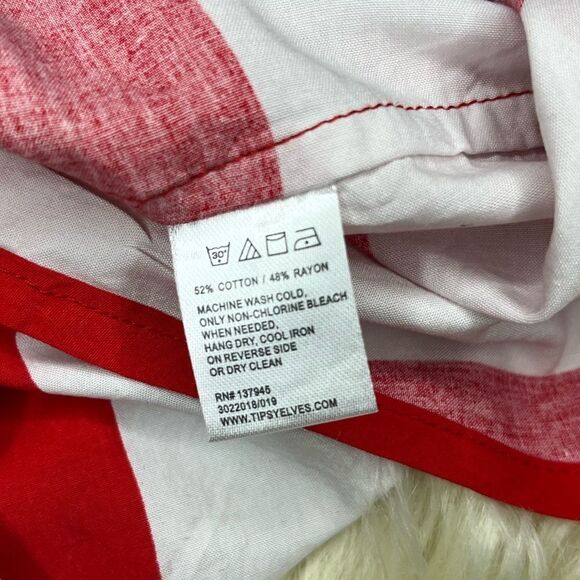 30°
52% COTTON / 48% RAYON
MACHINE WASH COLD,
ONLY NON-CHLORINE BLEACH
WHEN NEEDED,
HANG DRY, COOL IRON
ON REVERSE SIDE
OR DRY CLEAN
RN# 137945
3022018/019
WWW.TIPSYELVES.COM